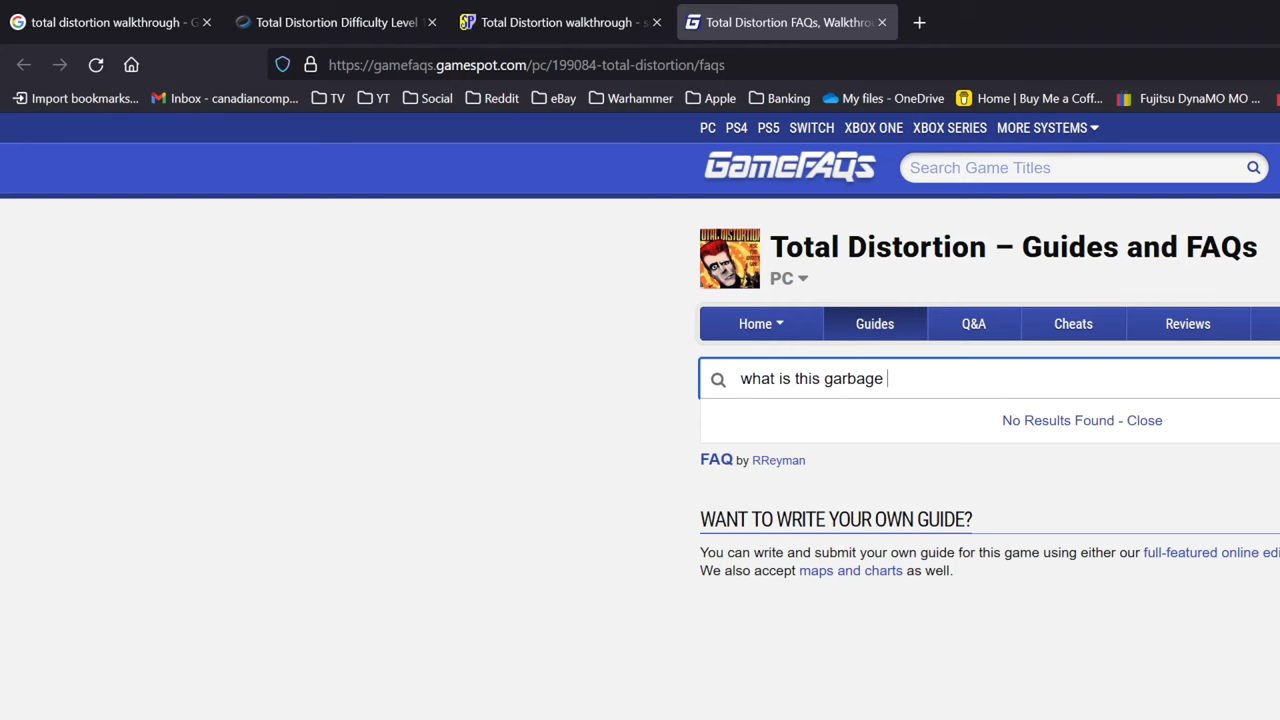 total distortion walkthrough - G
Total Distortion Difficulty Level
Total Distortion walkthrough - s
Total Distortion FAQs, Walkthro
https://gamefaqs.gamespot.com/pc/199084-total-distortion/faqs
Import bookmarks...
Inbox - canadiancomp...
TV
YT
Social
Reddit
eBay
Warhammer
Apple
Banking
My files - OneDrive
Home | Buy Me a Coff...
Fujitsu DynaMO MO ...
PC PS4 PS5 SWITCH XBOX ONE XBOX SERIES MORE SYSTEMS
GameFAQs
Search Game Titles
TOTAL DISTORTION
Total Distortion – Guides and FAQs
PC
Home Guides Q&A Cheats Reviews
what is this garbage
No Results Found - Close
FAQ by RReyman
WANT TO WRITE YOUR OWN GUIDE?
You can write and submit your own guide for this game using either our full-featured online edi
We also accept maps and charts as well.